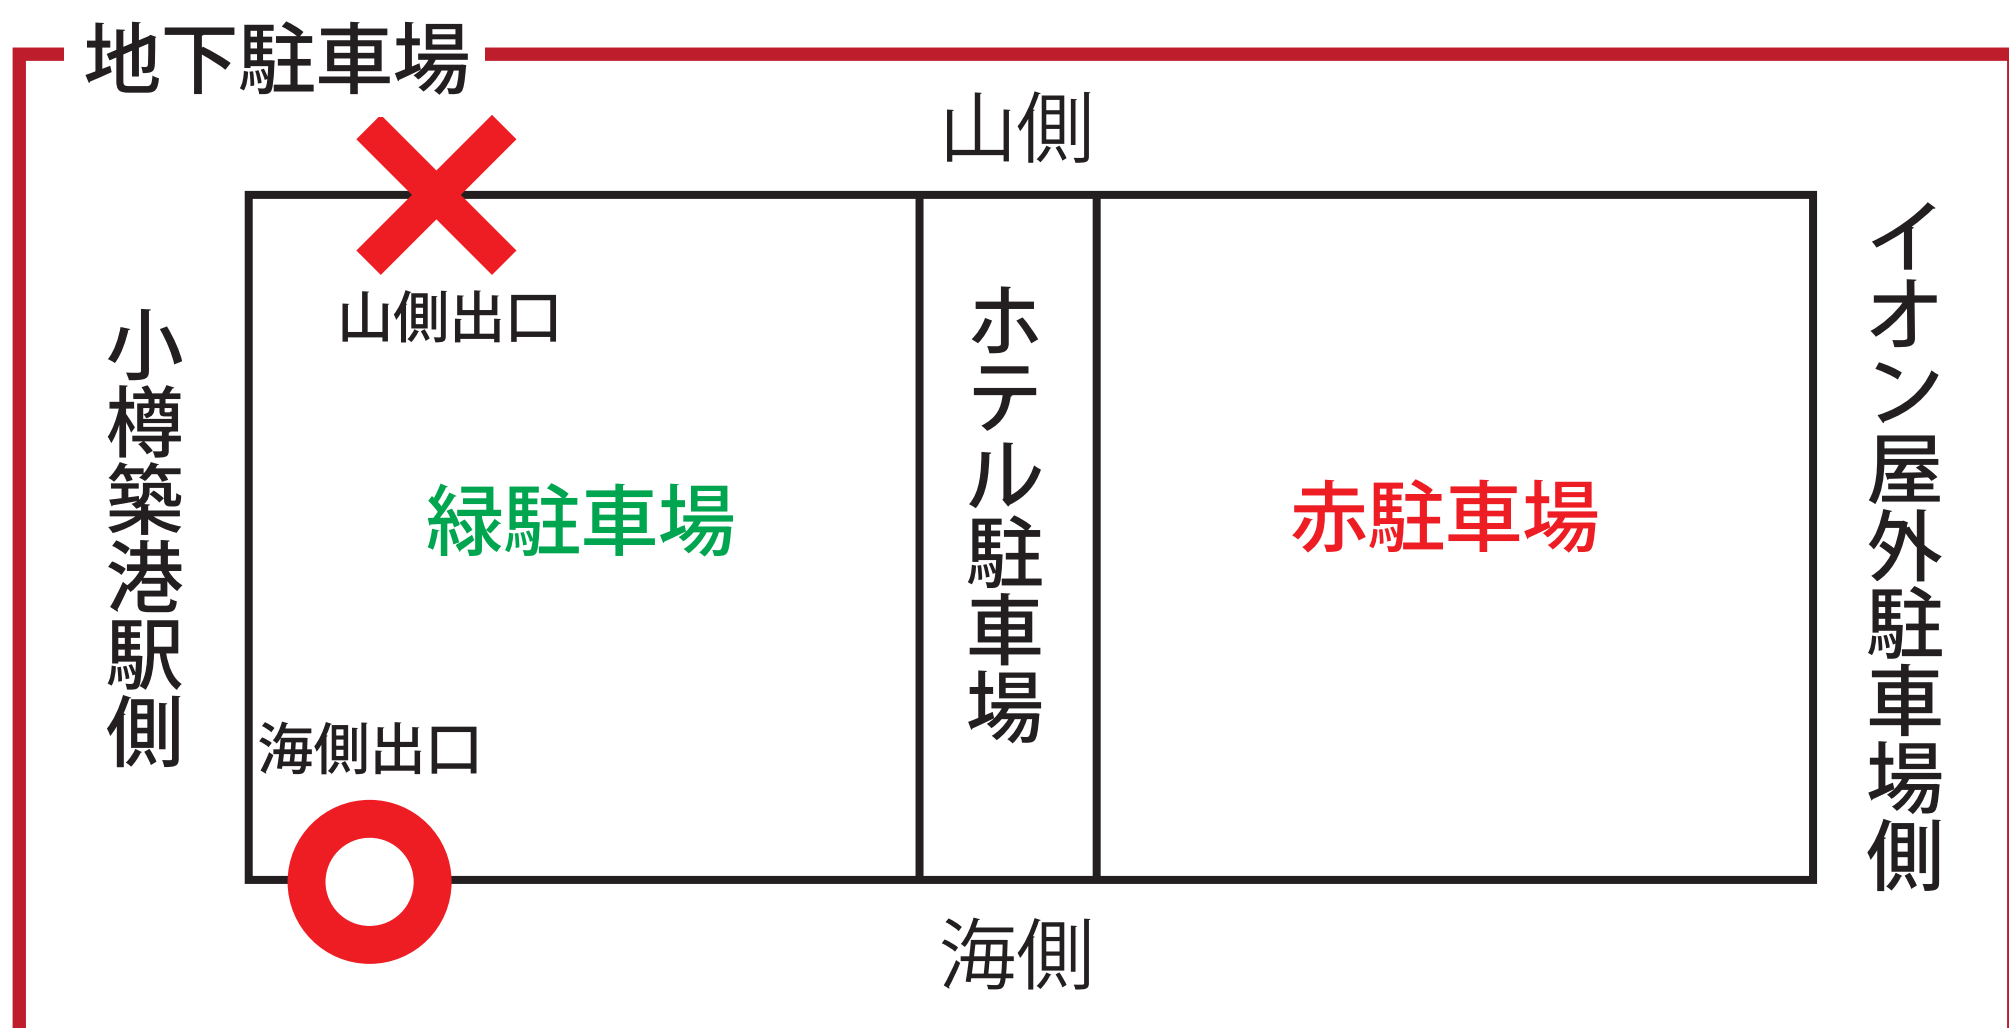 地下駐車場
山側
山側出口
小樽築港駅側
緑駐車場
ホテル駐車場
赤駐車場
イオン屋外駐車場側
海側出口
海側